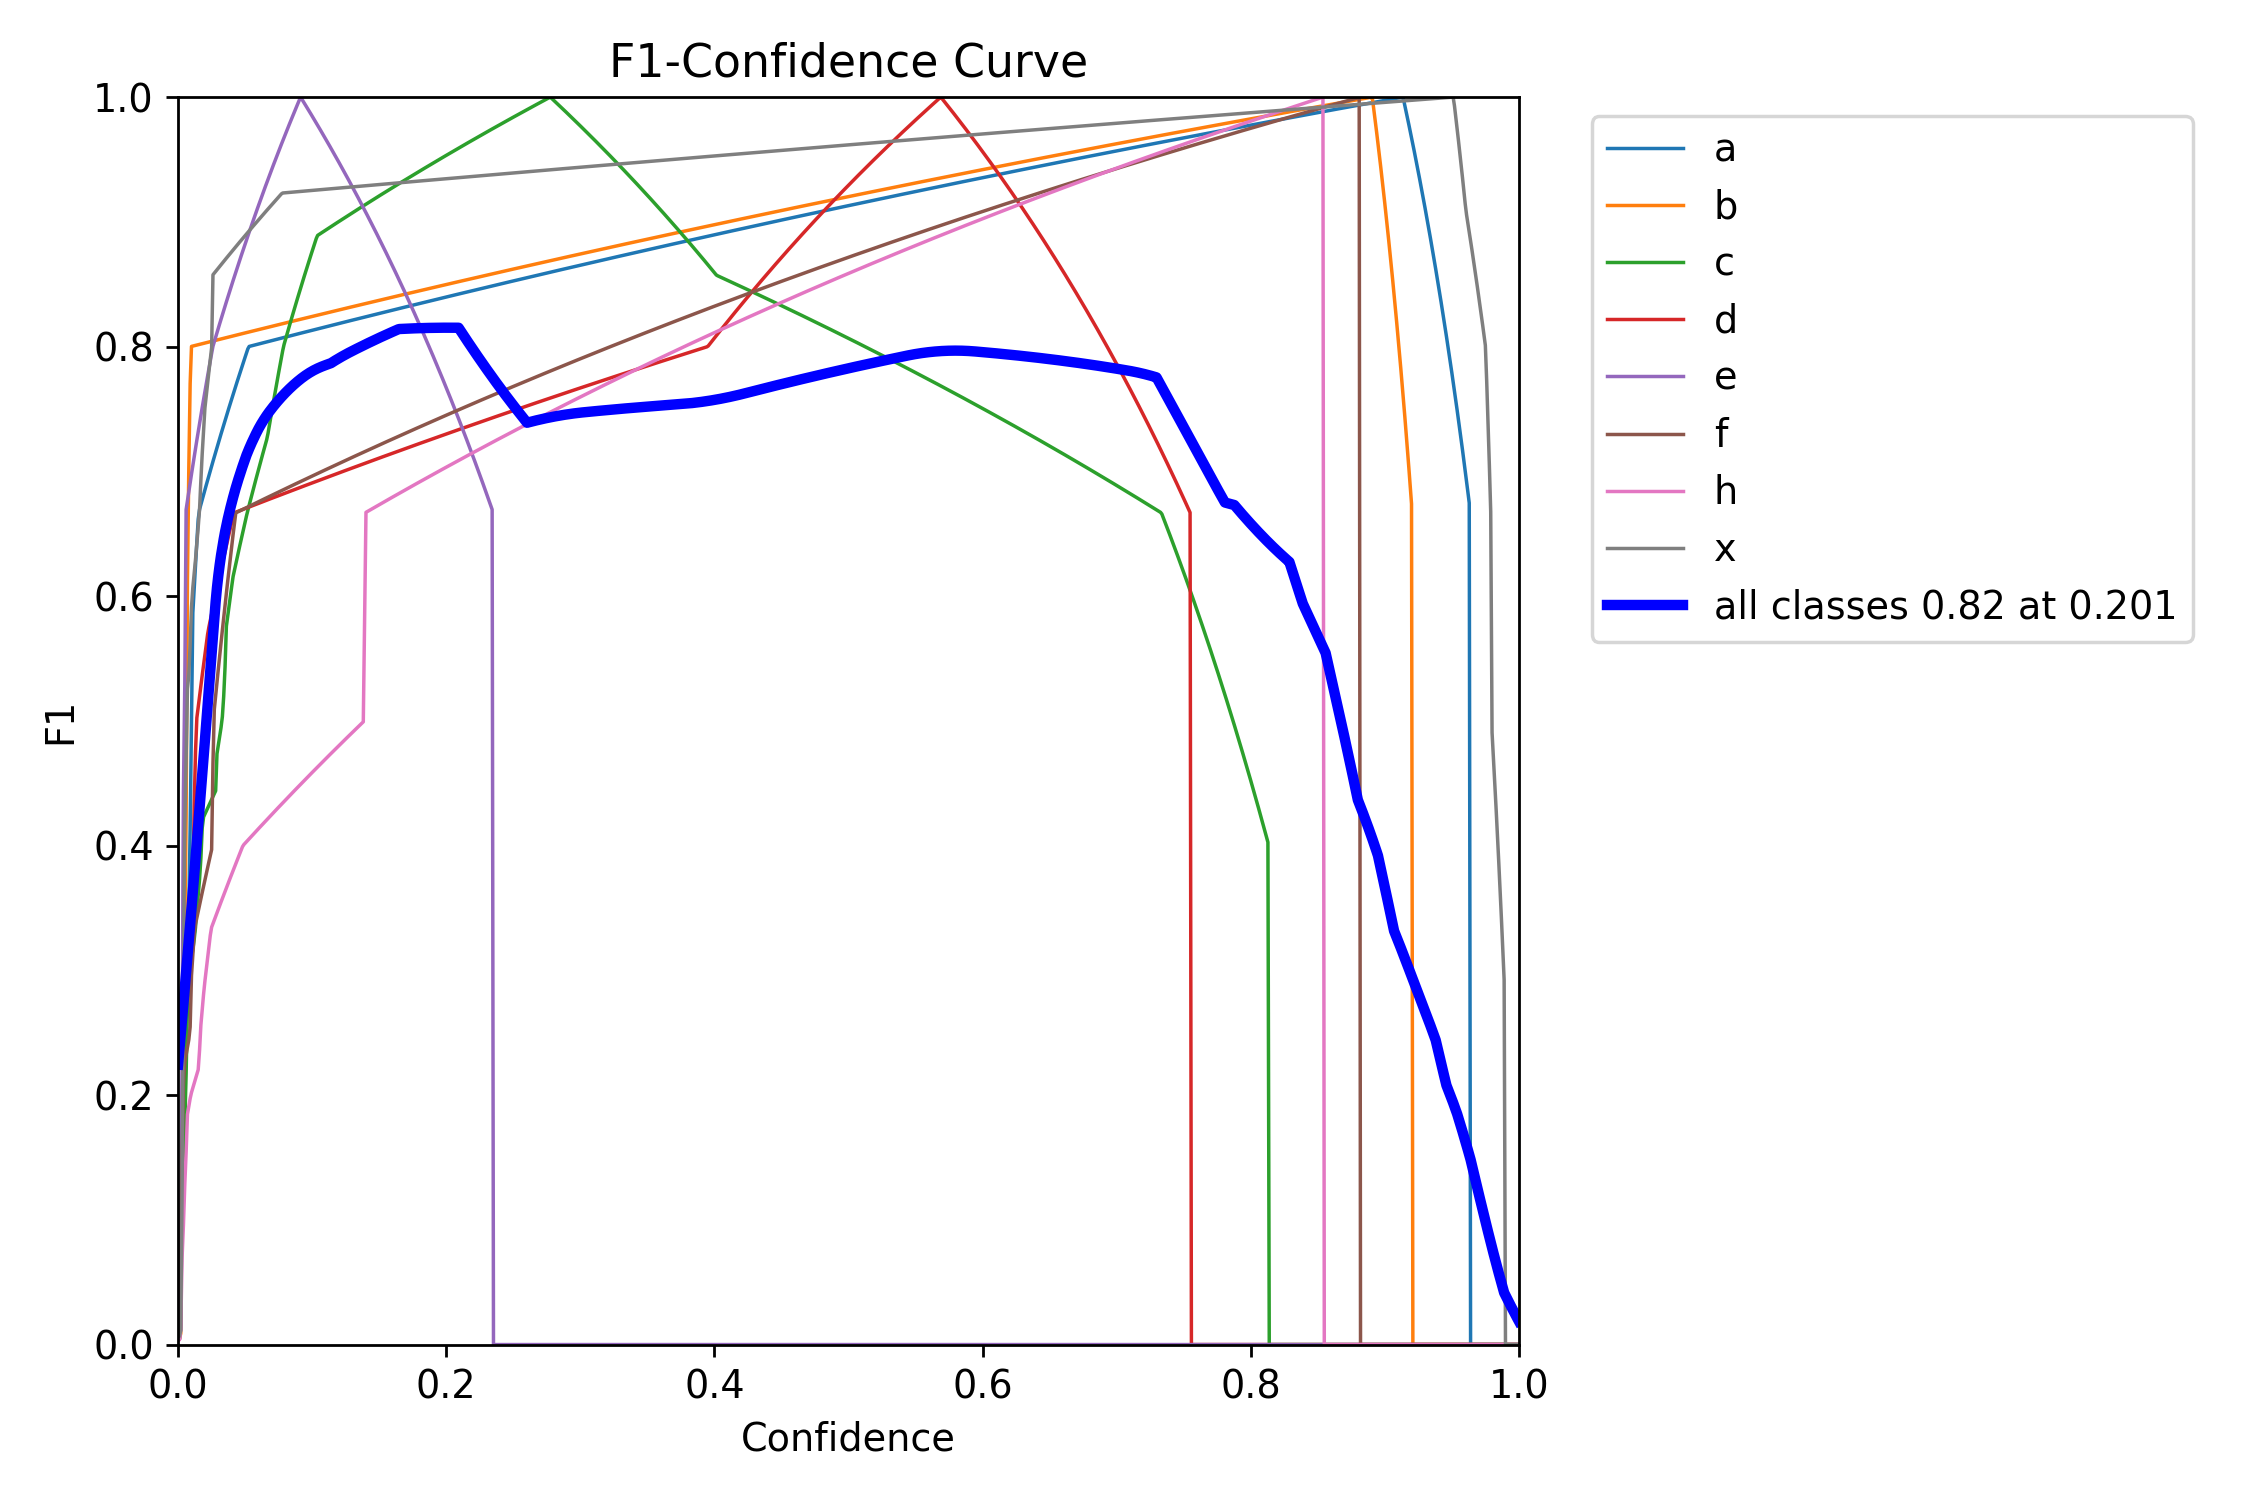 F1-Confidence Curve
1.0
0.8
0.6
0.4
0.2
0.0
F1
0.0 0.2 0.4 0.6 0.8 1.0
Confidence
a
b
c
d
e
f
h
x
all classes 0.82 at 0.201